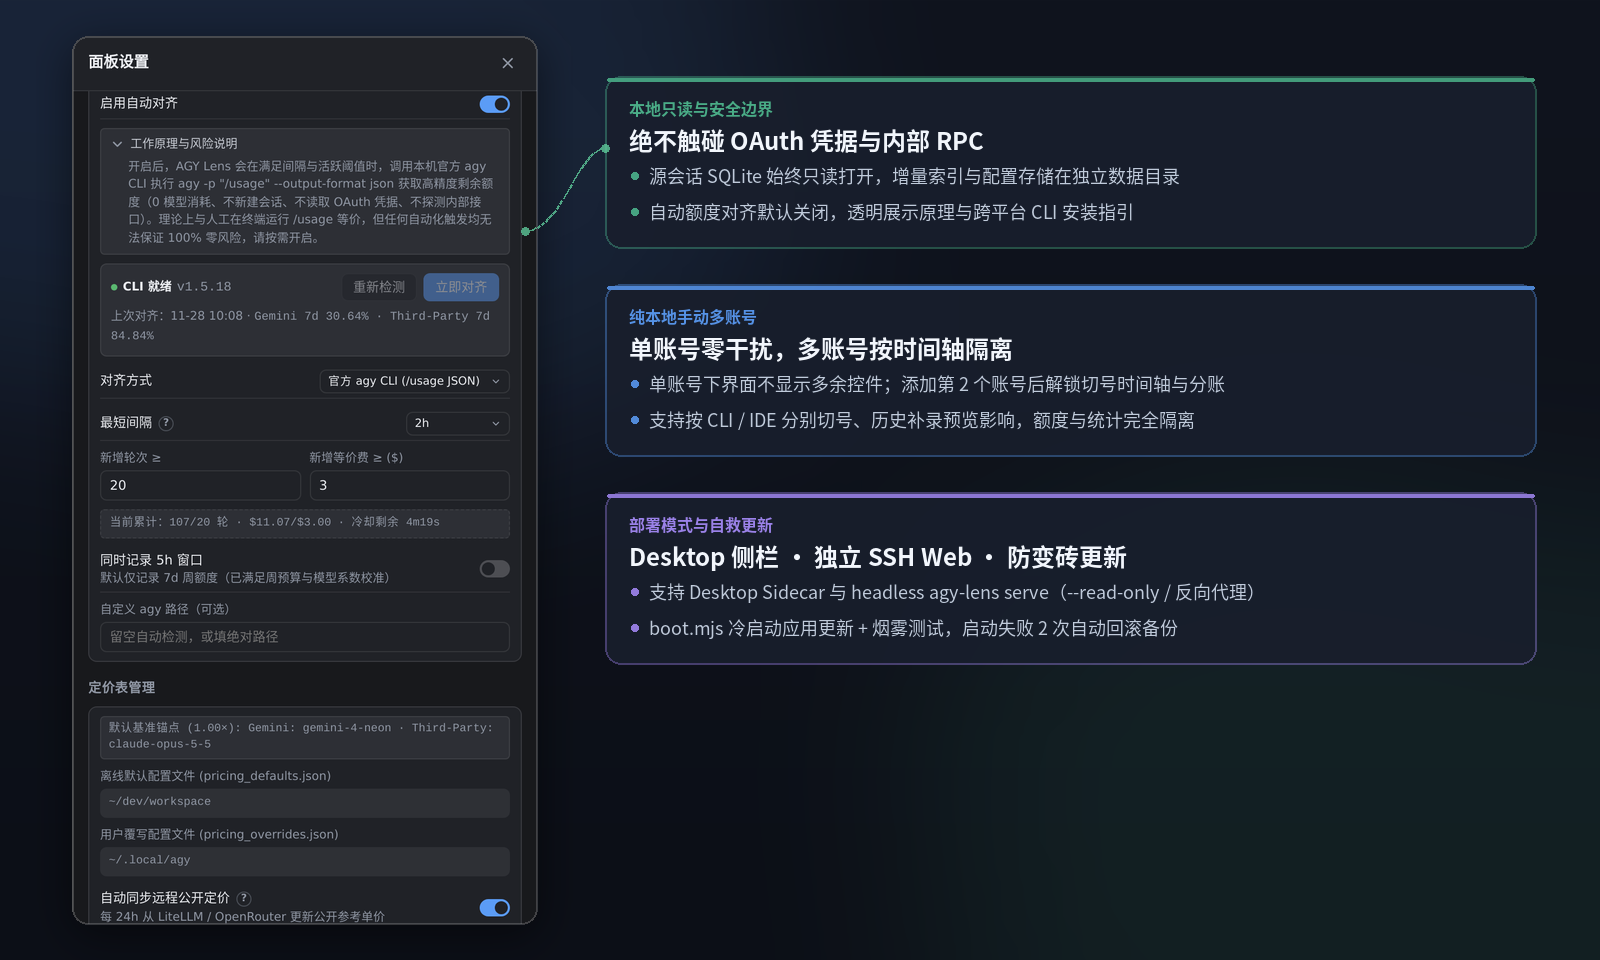 面板设置
启用自动对齐
工作原理与风险说明
开启后，AGY Lens 会在满足间隔与活跃阈值时，调用本机官方 agy
CLI 执行 agy -p "/usage" --output-format json 获取高精度剩余额
度（0 模型消耗、不新建会话、不读取 OAuth 凭据、不探测内部接
口）。理论上与人工在终端运行 /usage 等价，但任何自动化触发均无
法保证 100% 零风险，请按需开启。
CLI 就绪 v1.5.18
重新检测
立即对齐
上次对齐：11-28 10:08 · Gemini 7d 30.64% · Third-Party 7d
84.84%
对齐方式
官方 agy CLI (/usage JSON)
最短间隔 ?
2h
新增轮次 ≥
新增等价费 ≥ ($)
20
3
当前累计：107/20 轮 · $11.07/$3.00 · 冷却剩余 4m19s
同时记录 5h 窗口
默认仅记录 7d 周额度（已满足周预算与模型系数校准）
自定义 agy 路径（可选）
留空自动检测，或填绝对路径
定价表管理
默认基准锚点 (1.00×): Gemini: gemini-4-neon · Third-Party:
claude-opus-5-5
离线默认配置文件 (pricing_defaults.json)
~/dev/workspace
用户覆写配置文件 (pricing_overrides.json)
~/.local/agy
自动同步远程公开定价 ?
每 24h 从 LiteLLM / OpenRouter 更新公开参考单价
本地只读与安全边界
绝不触碰 OAuth 凭据与内部 RPC
源会话 SQLite 始终只读打开，增量索引与配置存储在独立数据目录
自动额度对齐默认关闭，透明展示原理与跨平台 CLI 安装指引
纯本地手动多账号
单账号零干扰，多账号按时间轴隔离
单账号下界面不显示多余控件；添加第 2 个账号后解锁切号时间轴与分账
支持按 CLI / IDE 分别切号、历史补录预览影响，额度与统计完全隔离
部署模式与自救更新
Desktop 侧栏 • 独立 SSH Web • 防变砖更新
支持 Desktop Sidecar 与 headless agy-lens serve（--read-only / 反向代理）
boot.mjs 冷启动应用更新 + 烟雾测试，启动失败 2 次自动回滚备份